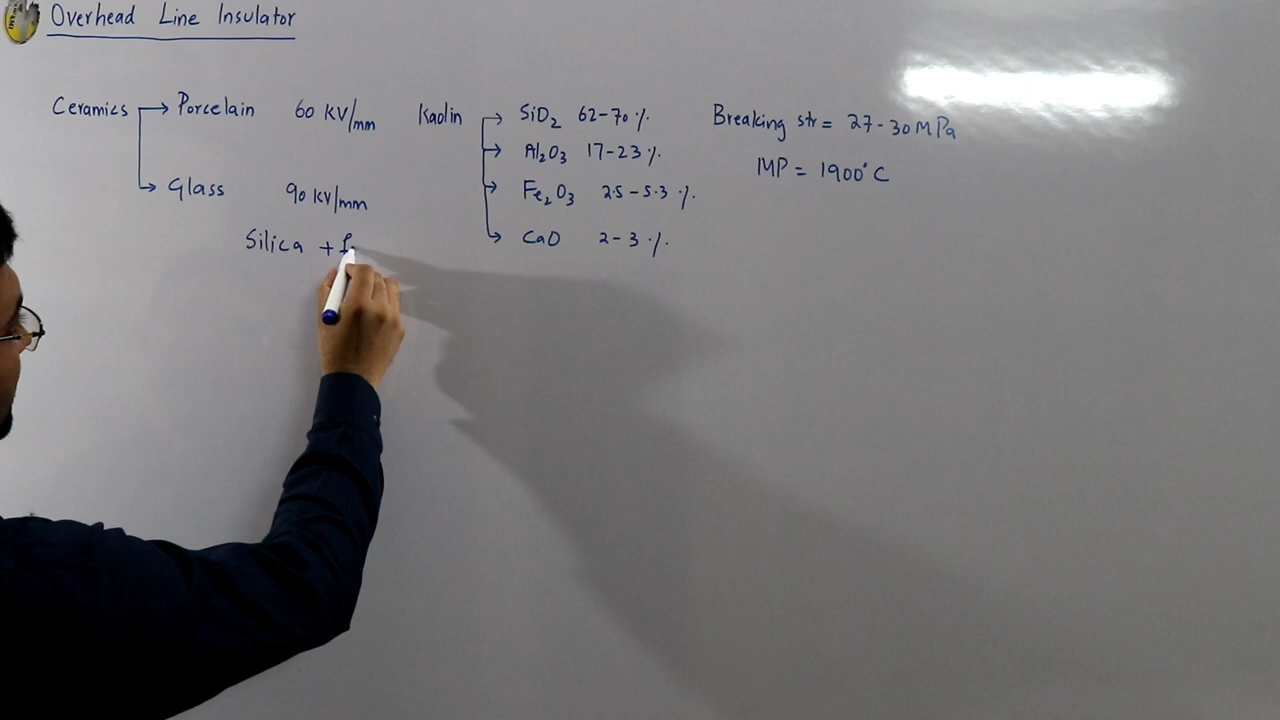 Overhead Line Insulator
Ceramics → Porcelain 60 KV/mm Kaolin → SiO₂ 62-70 %. Breaking str = 27-30 MPa
→ Al₂O₃ 17-23 %. MP = 1900° C
→ Glass 90 KV/mm → Fe₂O₃ 2.5-5.3 %.
Silica + f → CaO 2-3 %.